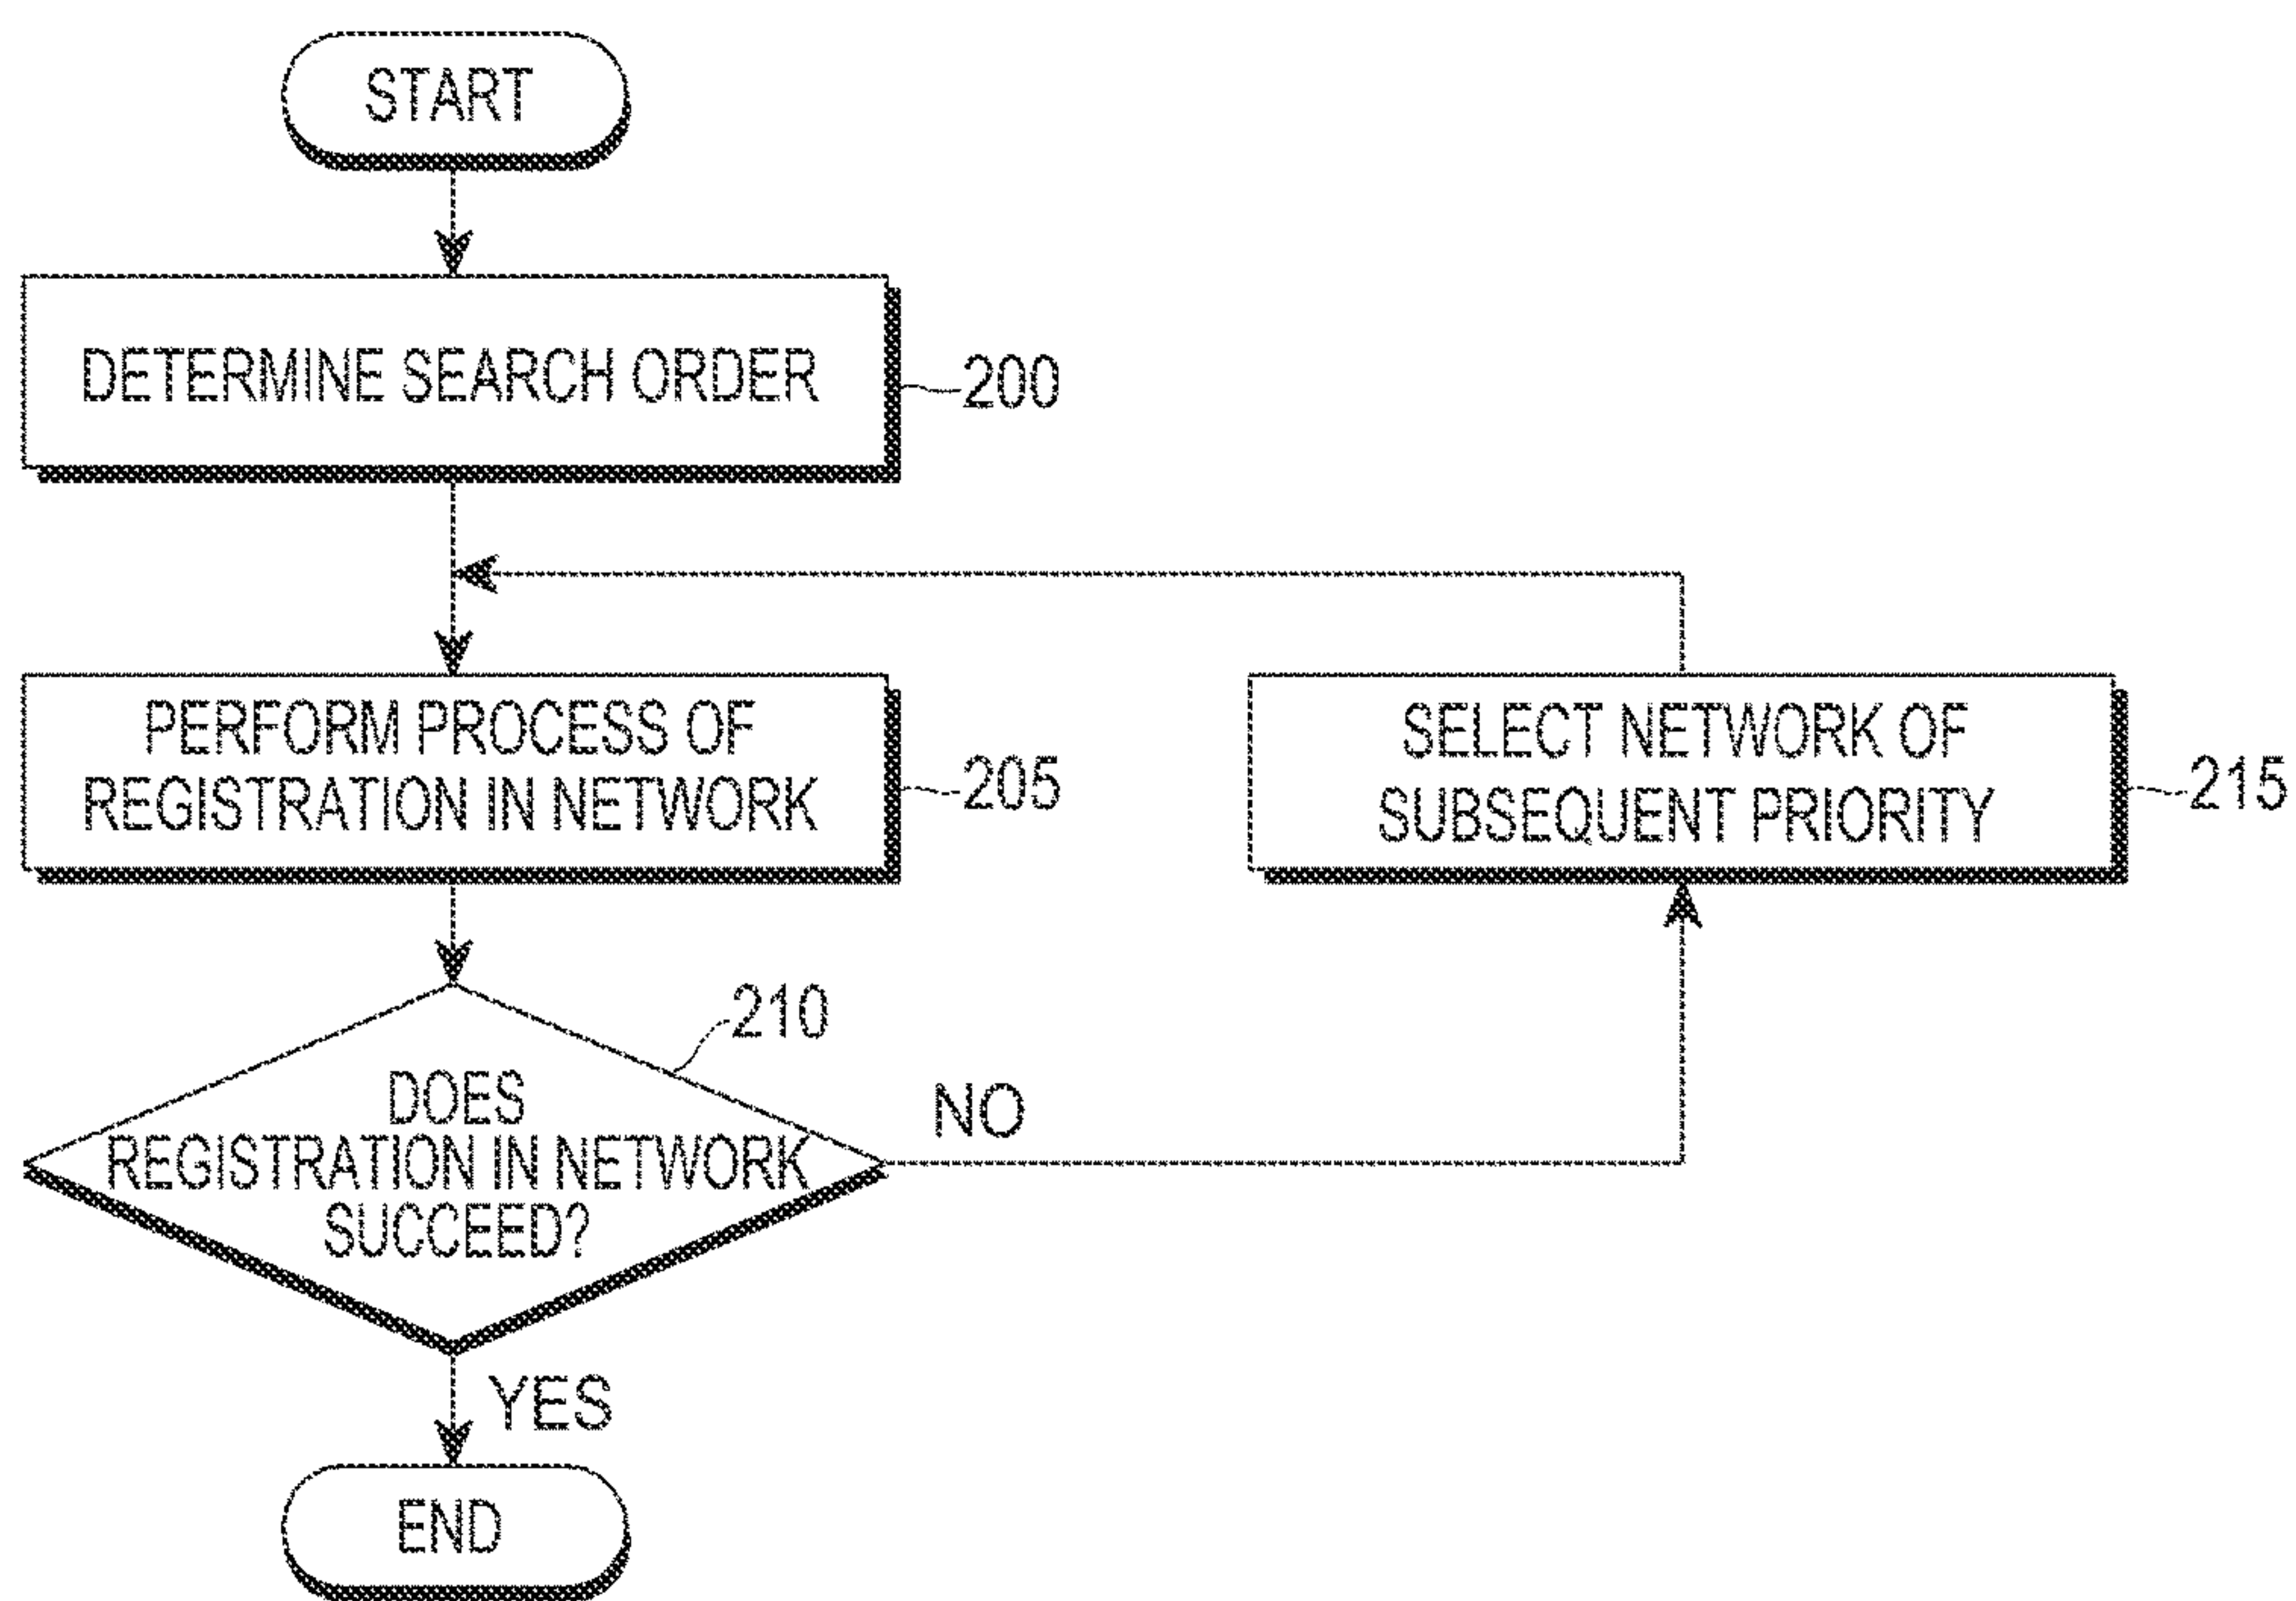 START
DETERMINE SEARCH ORDER
200
PERFORM PROCESS OF
REGISTRATION IN NETWORK
205
SELECT NETWORK OF
SUBSEQUENT PRIORITY
215
210
DOES
REGISTRATION IN NETWORK
SUCCEED?
NO
YES
END